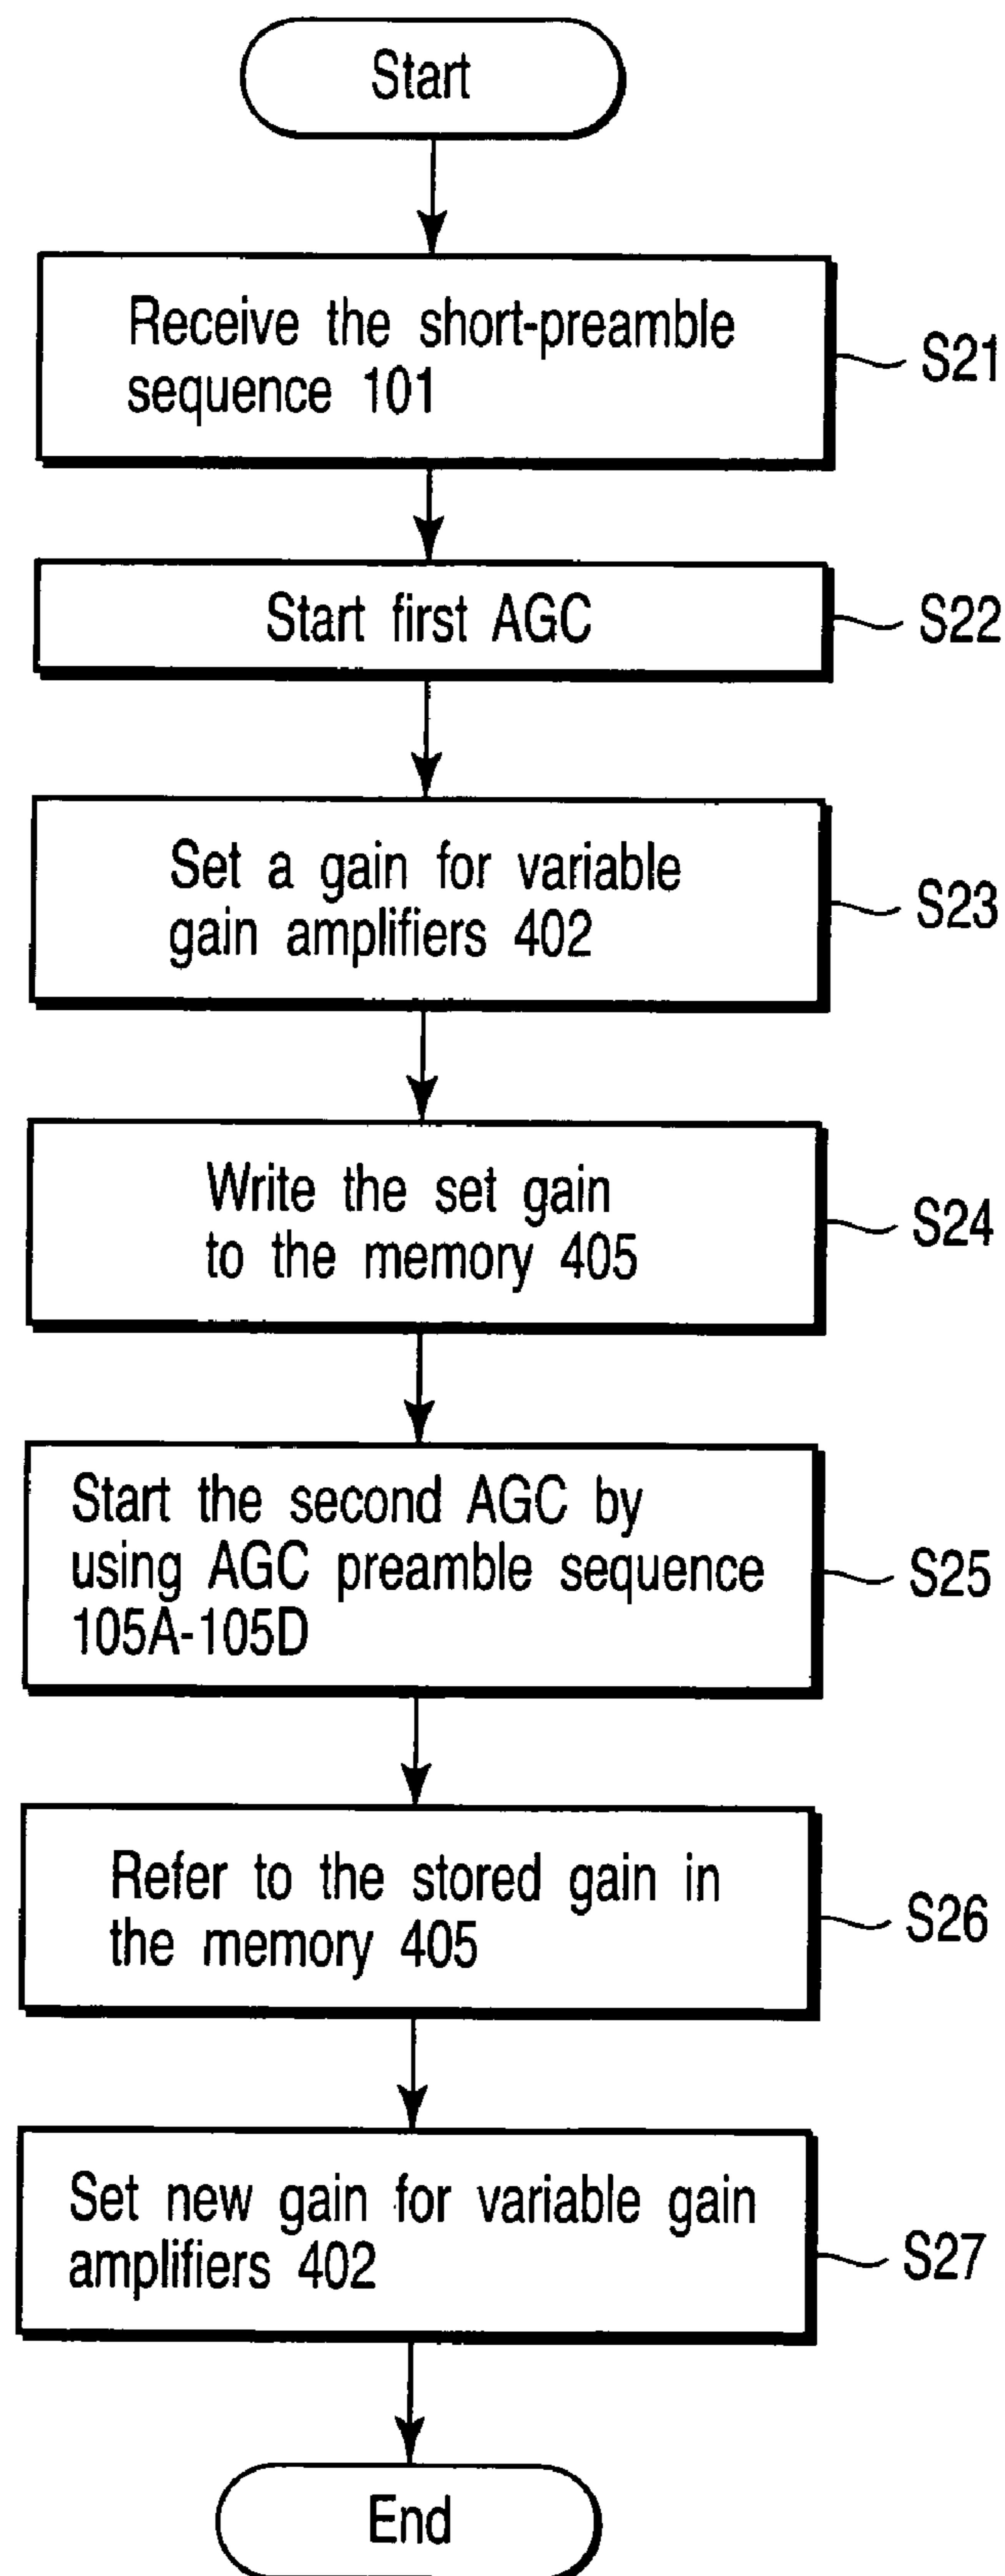 Start
Receive the short-preamble
sequence 101
S21
Start first AGC
S22
Set a gain for variable
gain amplifiers 402
S23
Write the set gain
to the memory 405
S24
Start the second AGC by
using AGC preamble sequence
105A-105D
S25
Refer to the stored gain in
the memory 405
S26
Set new gain for variable gain
amplifiers 402
S27
End